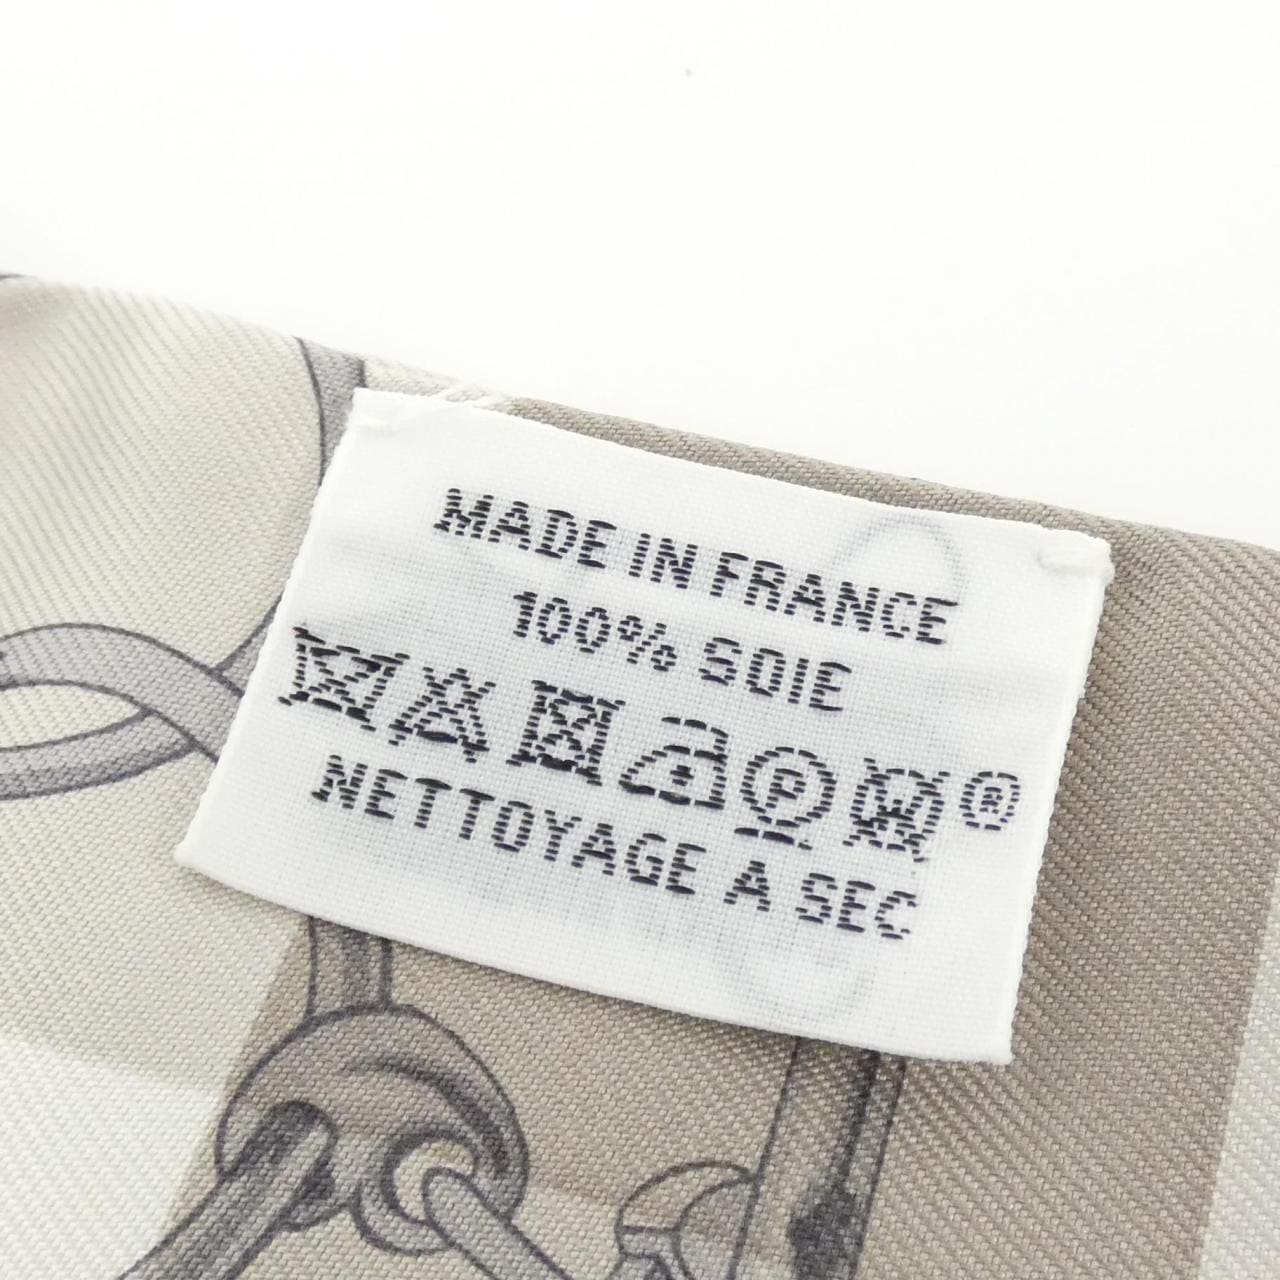 MADE IN FRANCE
100% SOIE
P W ®
NETTOYAGE A SEC